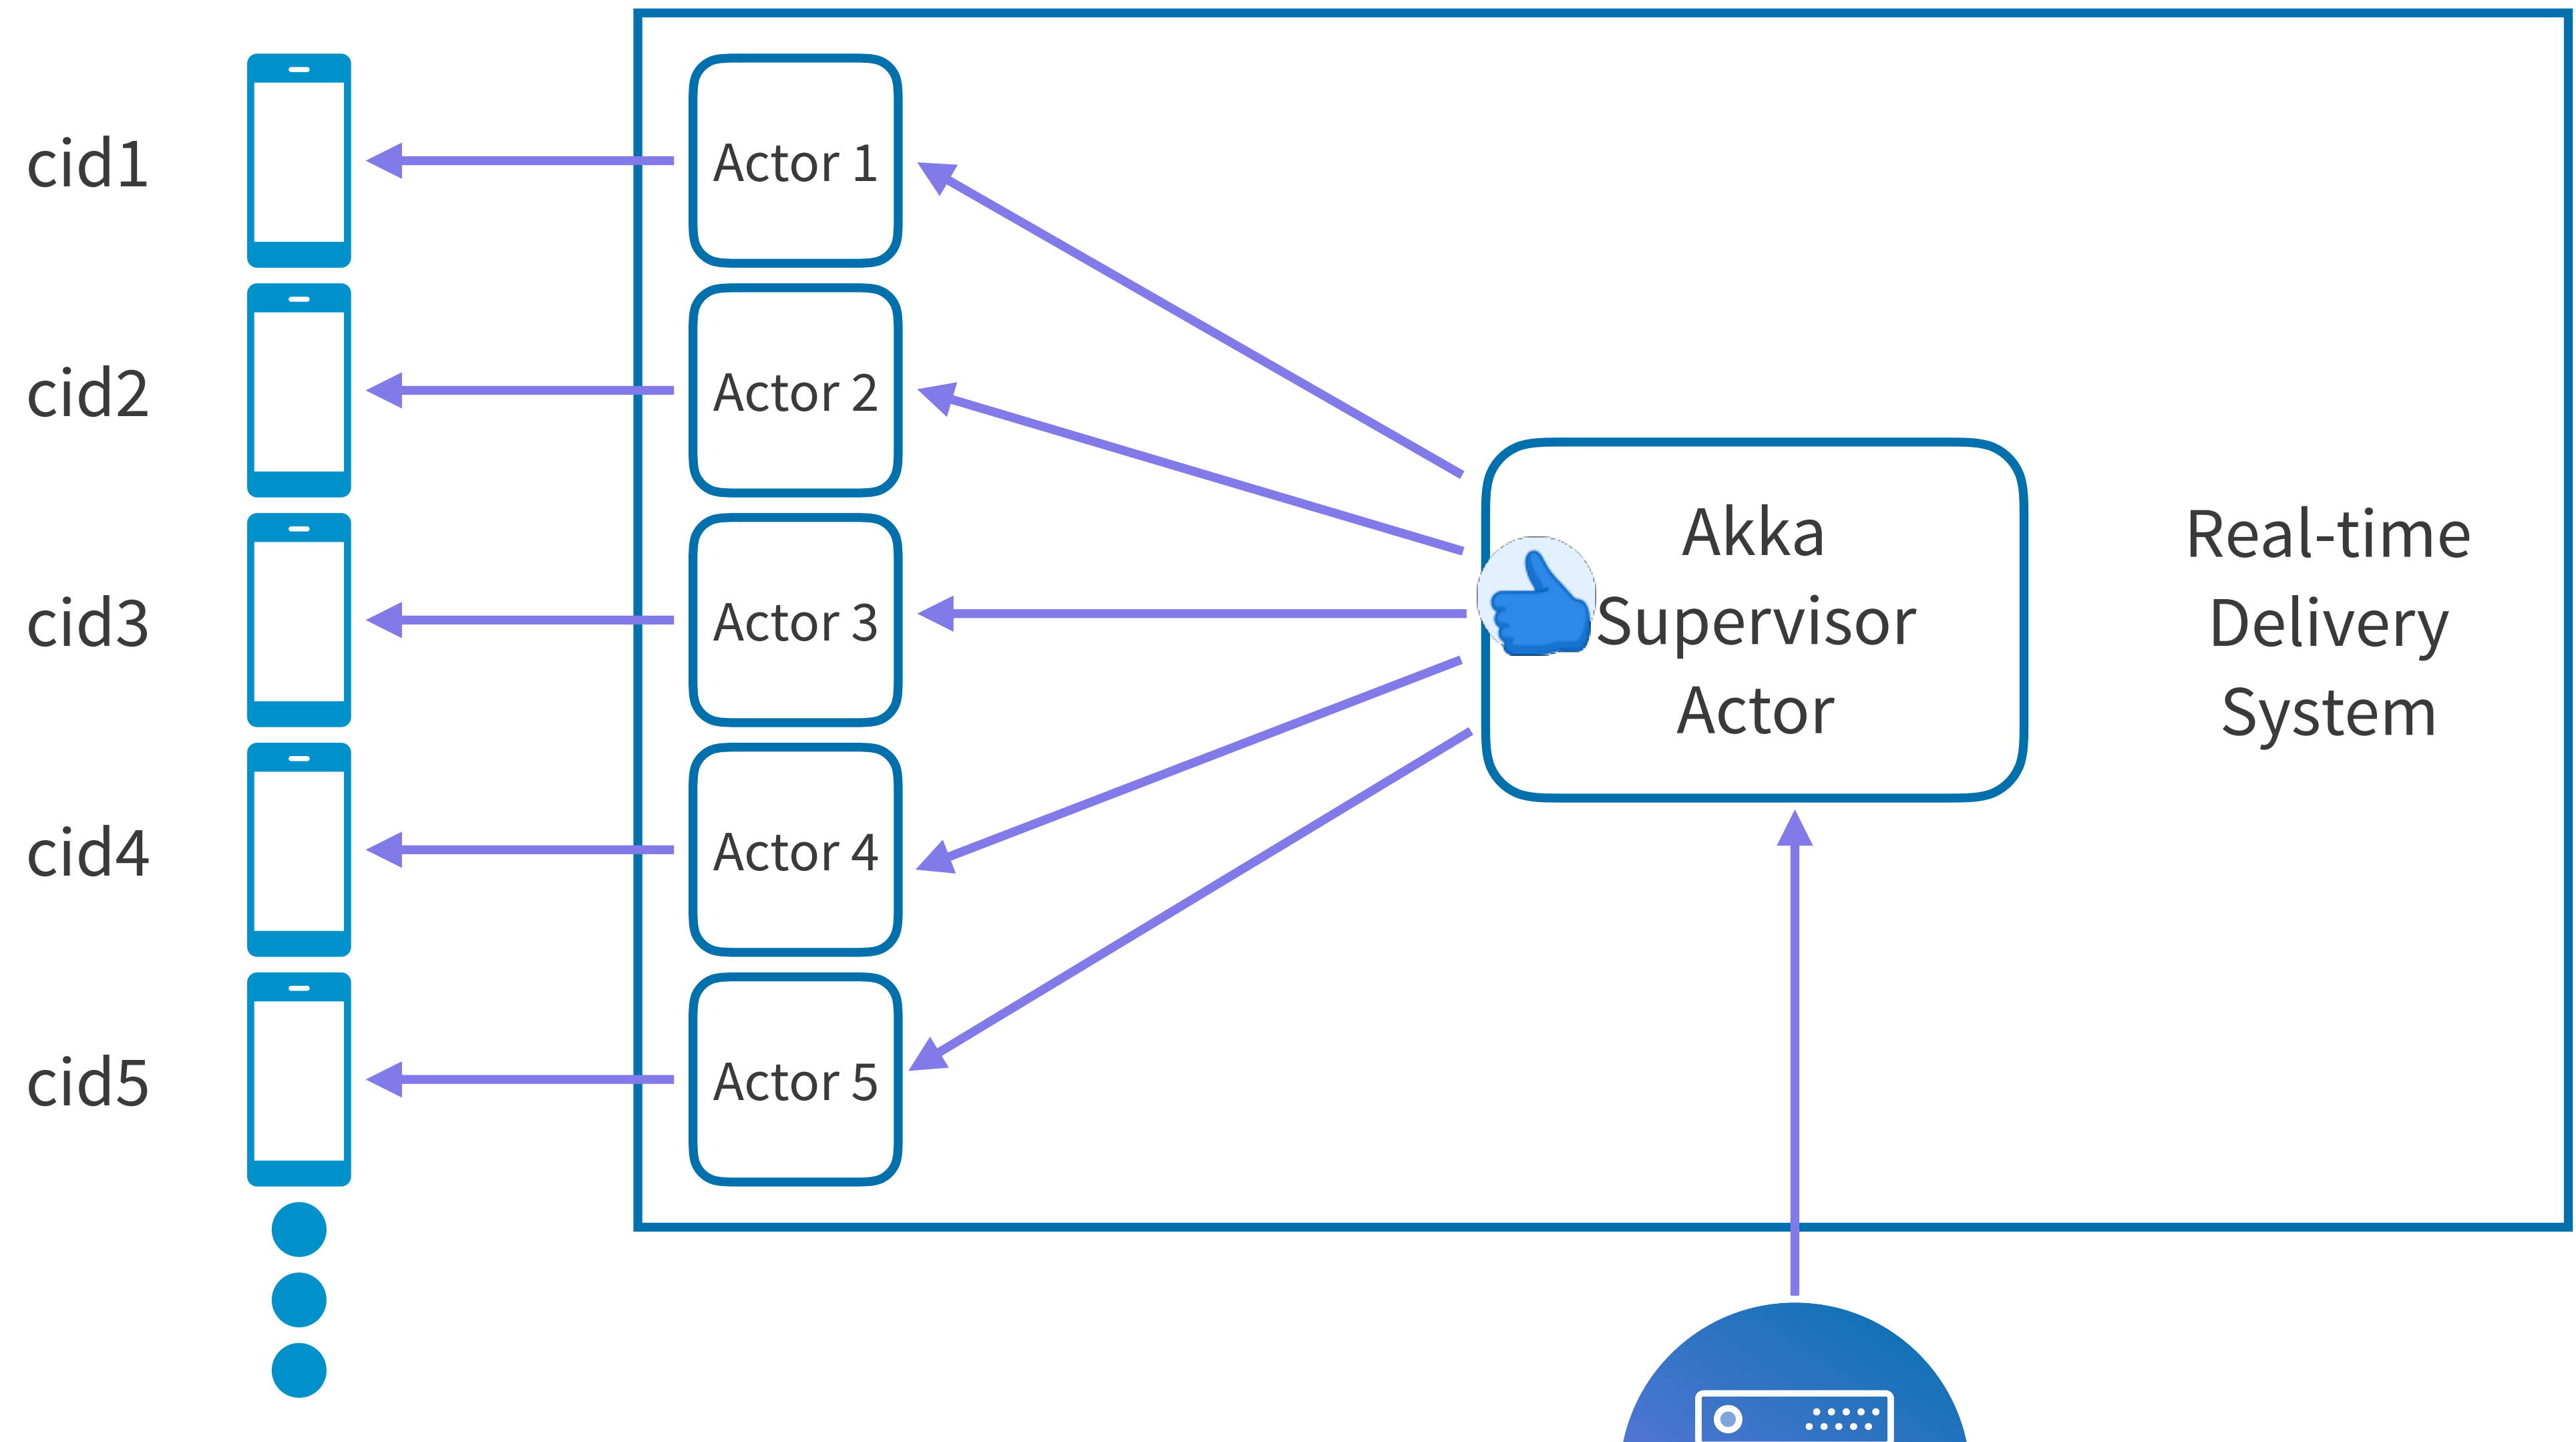 cid1
Actor 1
cid2
Actor 2
cid3
Actor 3
cid4
Actor 4
cid5
Actor 5
Akka
Supervisor
Actor
Real-time
Delivery
System